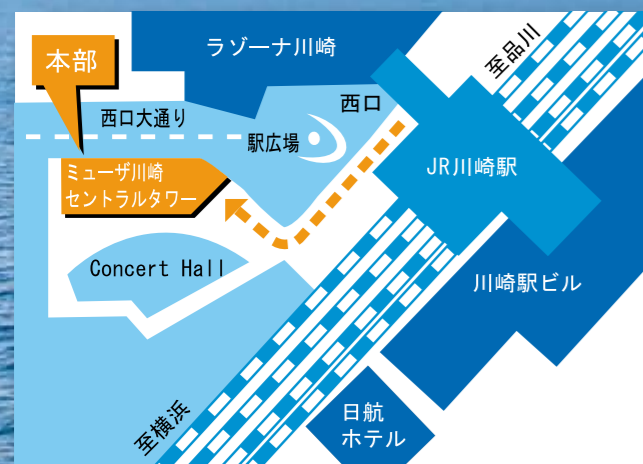 ラゾーナ川崎
至品川
本部
西口
西口大通り
駅広場
JR川崎駅
ミューザ川崎
セントラルタワー
Concert Hall
川崎駅ビル
至横浜
日航
ホテル